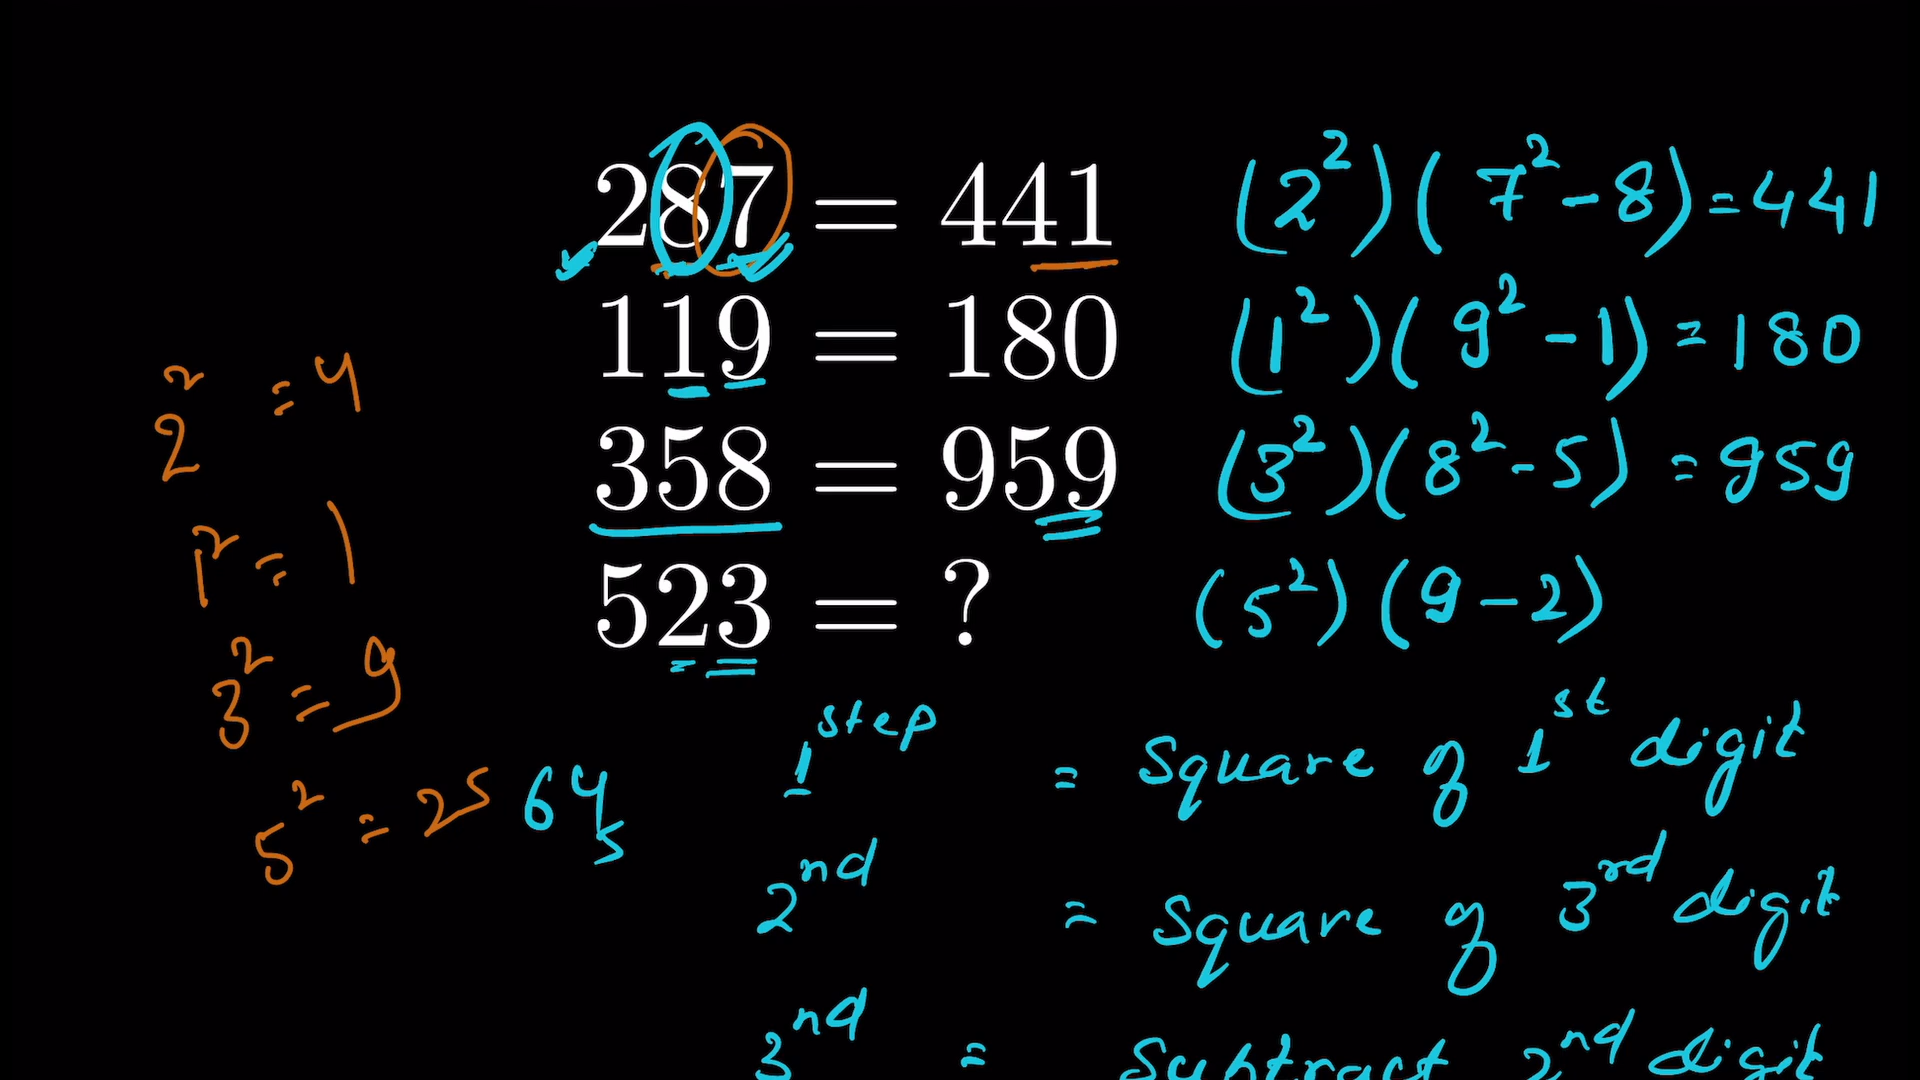 287 = 441 (2²)(7²-8)=441
119 = 180 (1²)(9²-1)=180
2² = 4
358 = 959 (3²)(8²-5)=959
1² = 1
523 = ? (5²)(9-2)
3² = 9
1 step = Square of 1st digit
5² = 25 64
5
2nd = Square of 3rd digit
3nd = Subtract 2nd digit